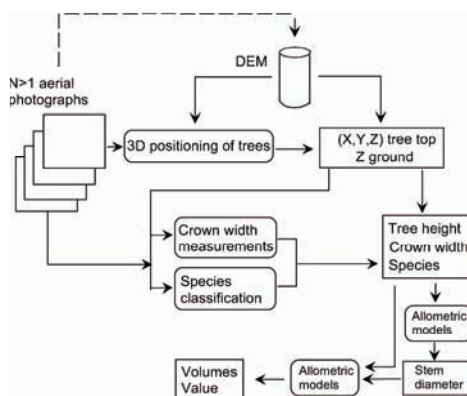 DEM
N>1 aerial
photographs
3D positioning of trees
(X,Y,Z) tree top
Z ground
Crown width
measurements
Species
classification
Tree height
Crown width
Species
Allometric
models
Volumes
Value
Allometric
models
Stem
diameter